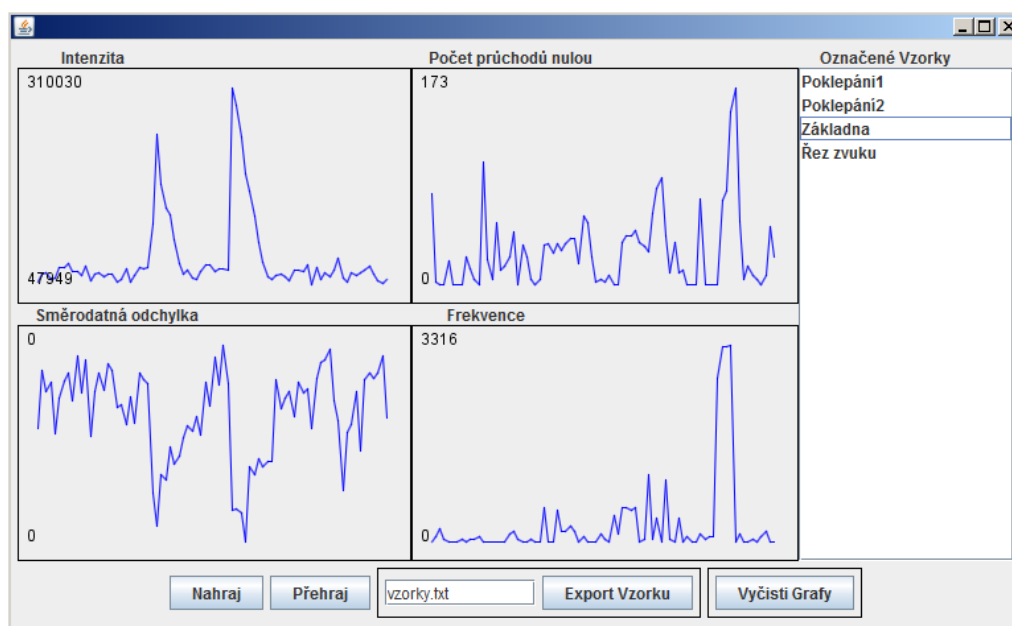 Intenzita
Počet průchodů nulou
Označené Vzorky
310030
47949
173
0
Poklepáni1
Poklepání2
Základna
Řez zvuku
Směrodatná odchylka
Frekvence
0
0
3316
0
Nahraj
Přehraj
vzorky.txt
Export Vzorku
Vyčisti Grafy